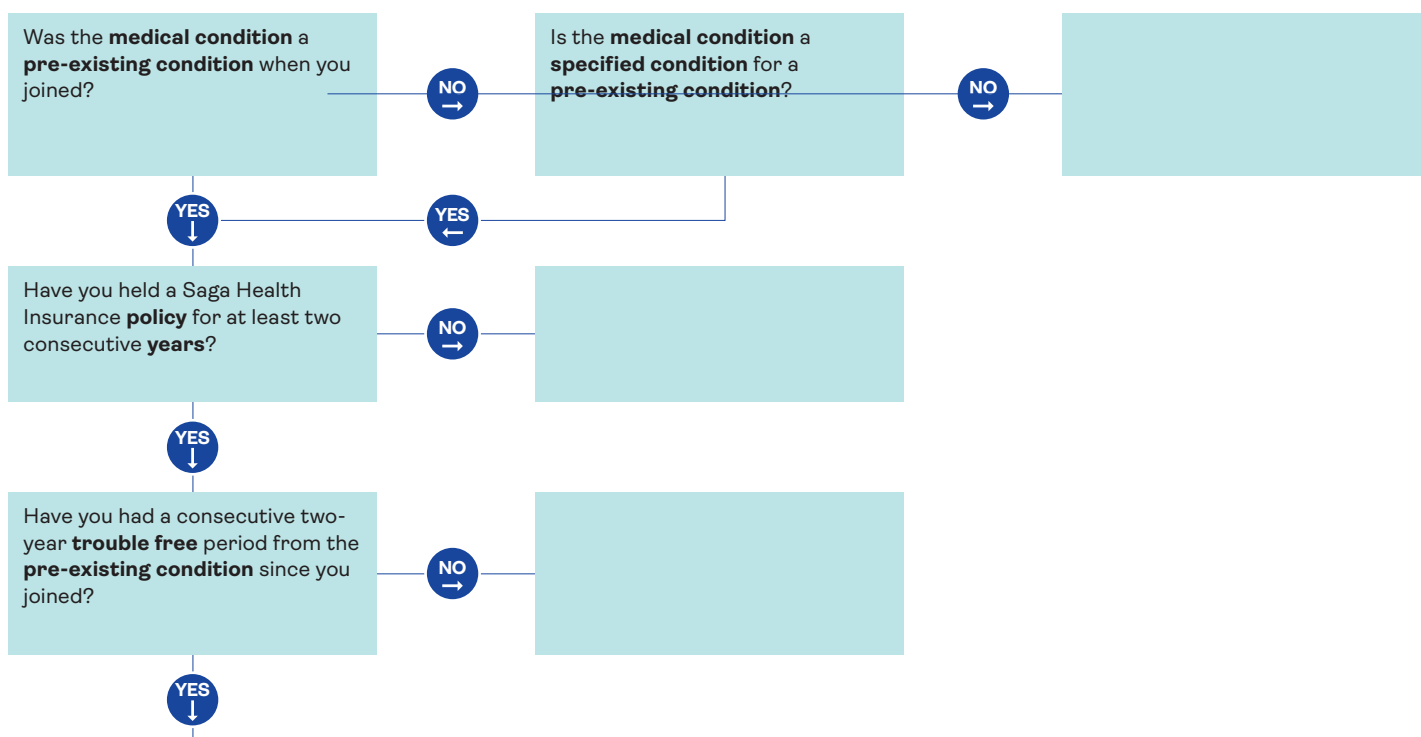 Was the medical condition a
pre-existing condition when you
joined?
NO
Is the medical condition a
specified condition for a
pre-existing condition?
NO
YES
YES
Have you held a Saga Health
Insurance policy for at least two
consecutive years?
NO
YES
Have you had a consecutive two-
year trouble free period from the
pre-existing condition since you
joined?
NO
YES